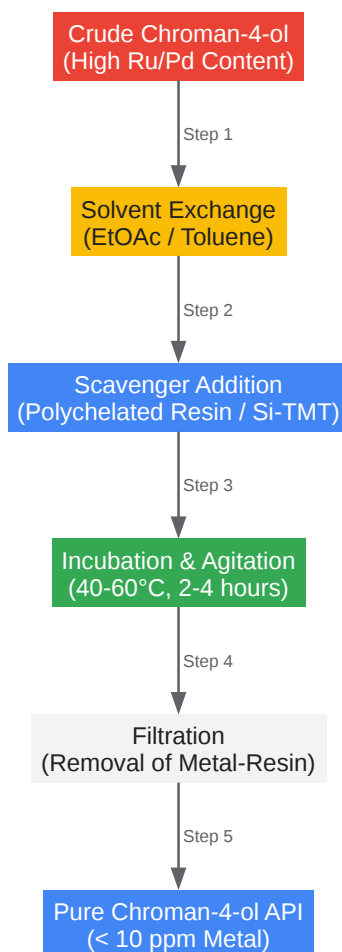 Crude Chroman-4-ol
(High Ru/Pd Content)
Step 1
Solvent Exchange
(EtOAc / Toluene)
Step 2
Scavenger Addition
(Polychelated Resin / Si-TMT)
Step 3
Incubation & Agitation
(40-60°C, 2-4 hours)
Step 4
Filtration
(Removal of Metal-Resin)
Step 5
Pure Chroman-4-ol API
(< 10 ppm Metal)